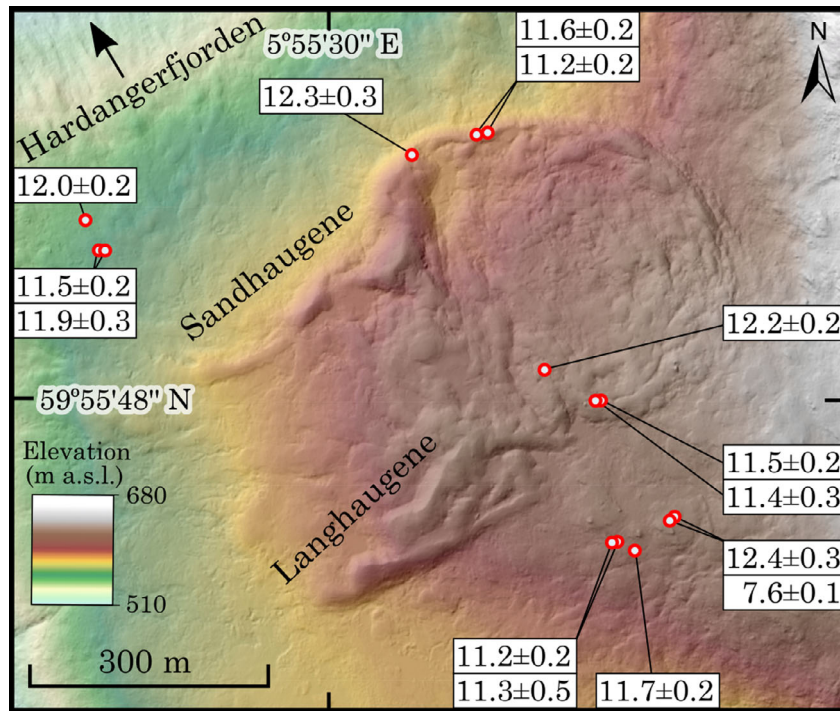 11.6±0.2
11.2±0.2
N
5°55'30" E
Hardangerfjorden
12.3±0.3
12.0±0.2
11.5±0.2
11.9±0.3
Sandhaugene
12.2±0.2
59°55'48" N
Elevation
(m a.s.l.)
680
510
Langhaugene
11.5±0.2
11.4±0.3
12.4±0.3
7.6±0.1
11.2±0.2
11.3±0.5
11.7±0.2
300 m